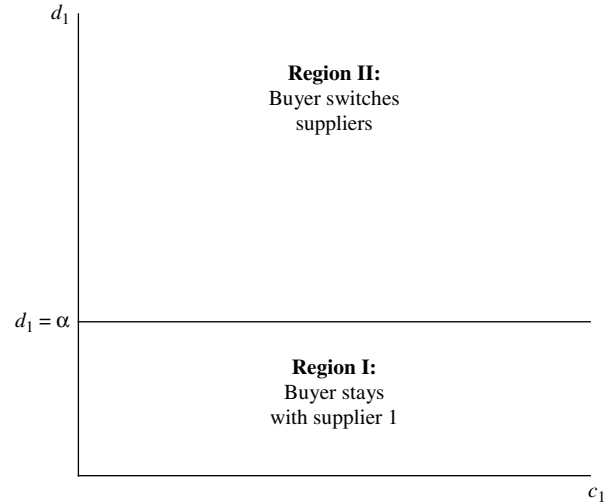 d₁
Region II:
Buyer switches
suppliers
d₁ = α
Region I:
Buyer stays
with supplier 1
c₁